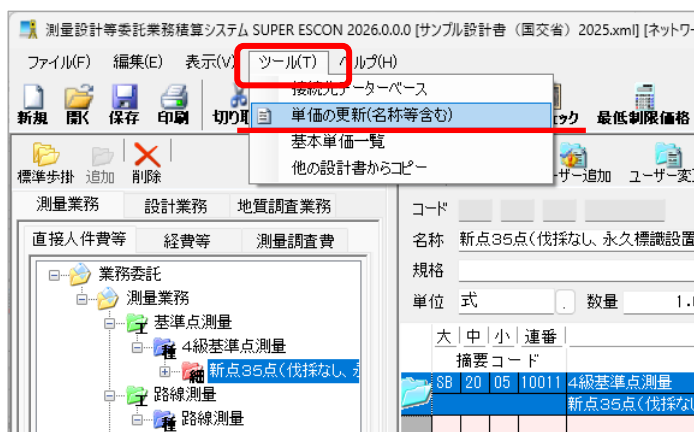 測量設計等委託業務積算システム SUPER ESCON 2026.0.0.0 [サンプル設計書（国交省）2025.xml] [ネットワー
ファイル(F) 編集(E) 表示(V) ツール(T) ヘルプ(H)
接続先データーベース
単価の更新(名称等含む)
基本単価一覧
他の設計書からコピー
新規 開く 保存 印刷 切り取 ェック 最低制限価格
標準歩掛 追加 削除 ーザー追加 ユーザー変更
測量業務 設計業務 地質調査業務
直接人件費等 経費等 測量調査費
業務委託
測量業務
基準点測量
4級基準点測量
新点35点(伐採なし、永
路線測量
路線測量
コード
名称 新点35点(伐採なし、永久標識設置
規格
単位 式 . 数量 1.0
大 中 小 連番
摘要コード
SB 20 05 10011 4級基準点測量
新点35点(伐採なし